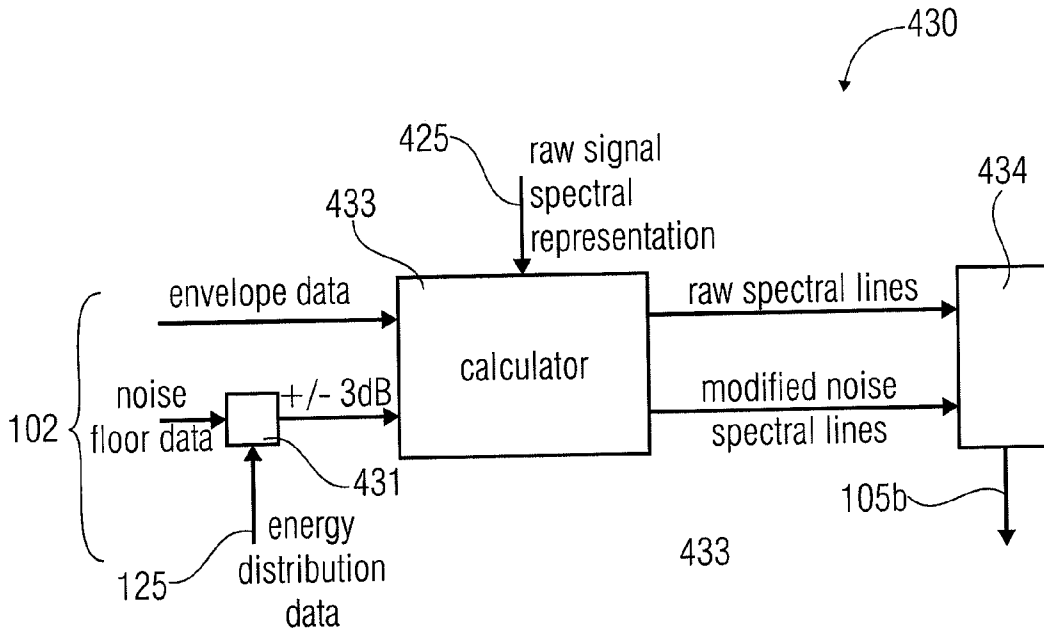 430
425
raw signal
spectral
representation
433
434
envelope data
raw spectral lines
calculator
102
noise
floor data
+/- 3dB
modified noise
spectral lines
431
105b
125
energy
distribution
data
433